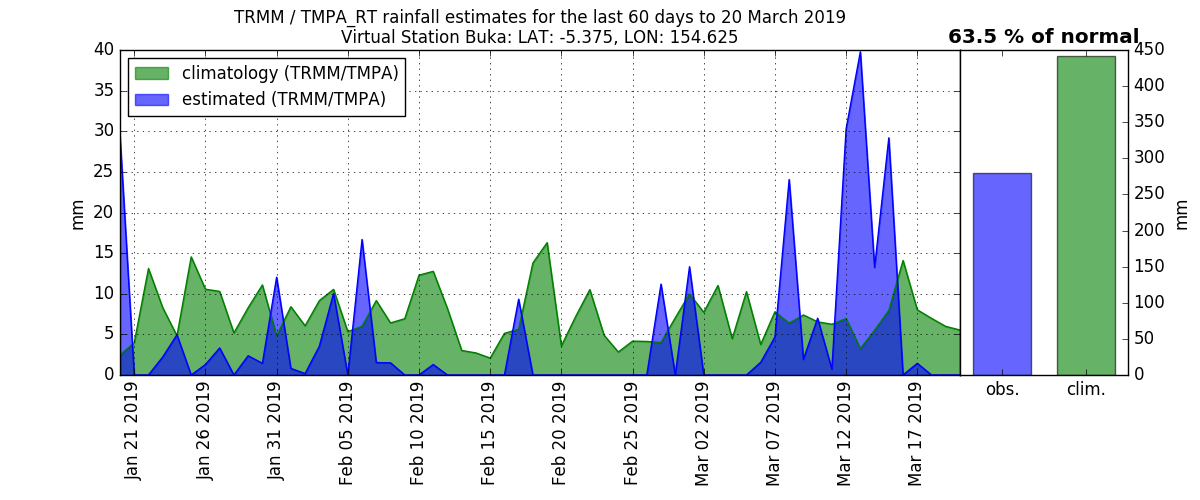 TRMM / TMPA_RT rainfall estimates for the last 60 days to 20 March 2019
Virtual Station Buka: LAT: -5.375, LON: 154.625
63.5 % of normal
climatology (TRMM/TMPA)
estimated (TRMM/TMPA)
mm
40
35
30
25
20
15
10
5
0
Jan 21 2019
Jan 26 2019
Jan 31 2019
Feb 05 2019
Feb 10 2019
Feb 15 2019
Feb 20 2019
Feb 25 2019
Mar 02 2019
Mar 07 2019
Mar 12 2019
Mar 17 2019
obs.
clim.
450
400
350
300
250
200
150
100
50
0
mm